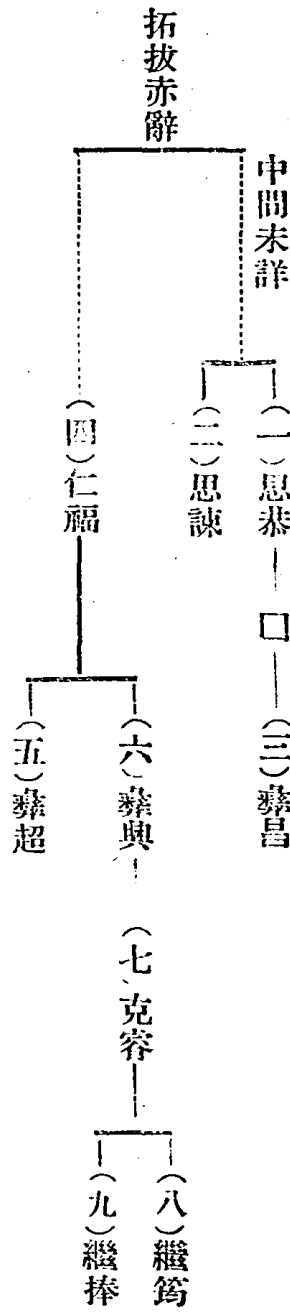 拓拔赤辭
中間未詳
(一)思恭
□
(三)彝昌
(二)思諫
(四)仁福
(六)彝興
(七)克睿
(八)繼筠
(九)繼捧
(五)彝超